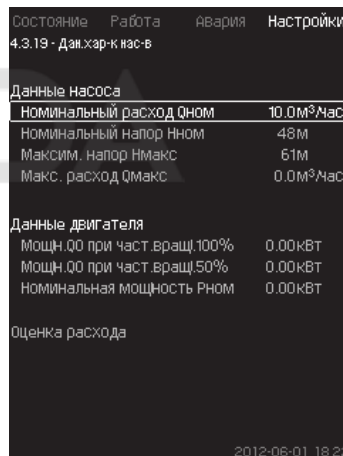 Состояние Работа Авария Настройки
4.3.19 - Дан.хар-к нас-в
Данные насоса
Номинальный расход Qном 10.0м³/час
Номинальный напор Hном 48м
Максим. напор Hмакс 61м
Макс. расход Qмакс 0.0м³/час
Данные двигателя
Мощн.Q0 при част.вращ.100% 0.00кВт
Мощн.Q0 при част.вращ.50% 0.00кВт
Номинальная мощность Pном 0.00кВт
Оценка расхода
2012-06-01 18:2